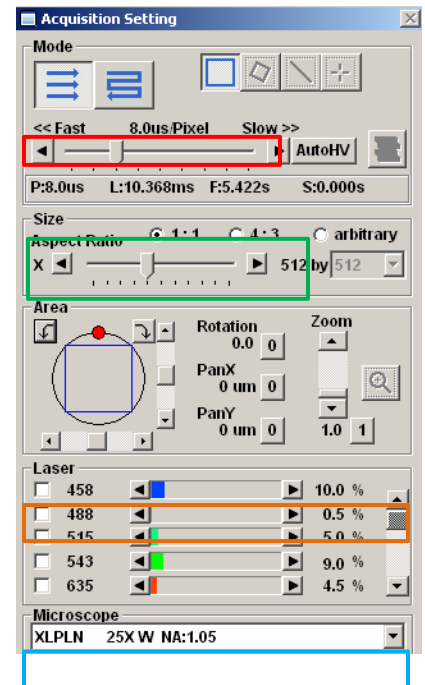 Acquisition Setting
Mode
<< Fast 8.0us/Pixel Slow >>
AutoHV
P:8.0us L:10.368ms F:5.422s S:0.000s
Size
Aspect Ratio 1:1 4:3 arbitrary
X 512 by 512
Area
Rotation Zoom
0.0 0
PanX
0 um 0
PanY
0 um 0 1.0 1
Laser
458 10.0 %
488 0.5 %
515 5.0 %
543 9.0 %
635 4.5 %
Microscope
XLPLN 25X W NA:1.05